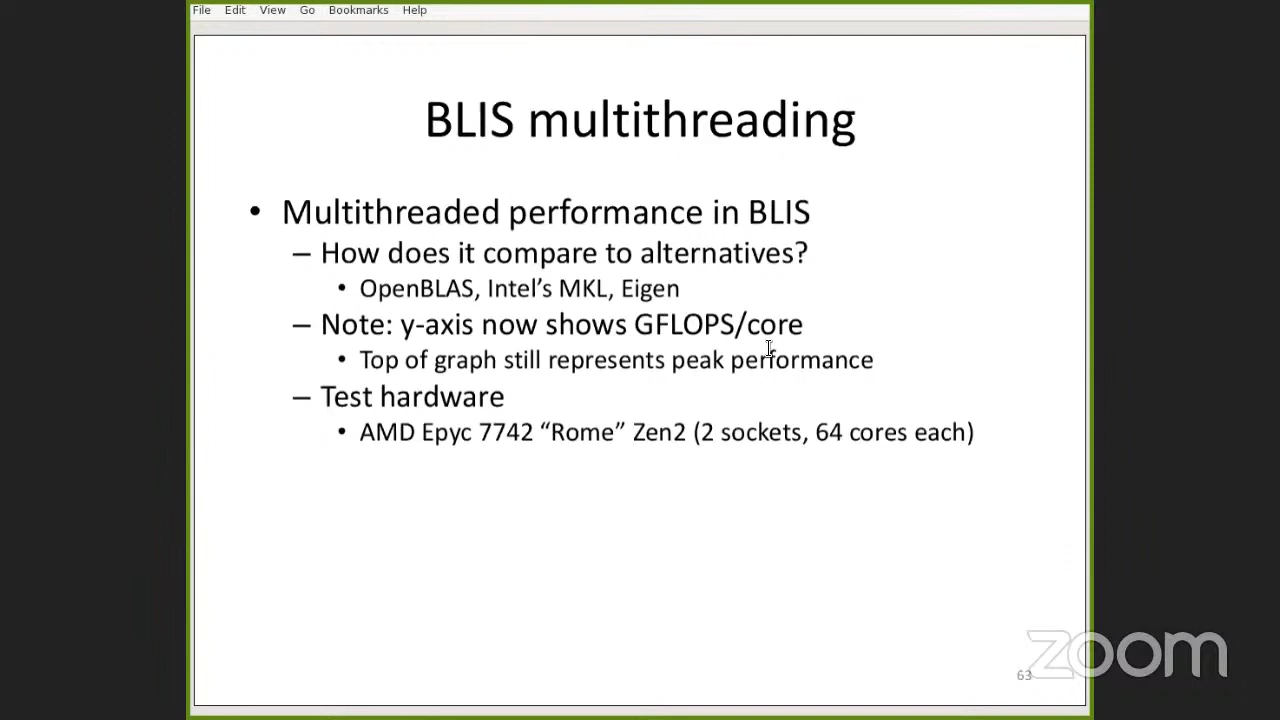 File Edit View Go Bookmarks Help
BLIS multithreading
• Multithreaded performance in BLIS
– How does it compare to alternatives?
• OpenBLAS, Intel’s MKL, Eigen
– Note: y-axis now shows GFLOPS/core
• Top of graph still represents peak performance
– Test hardware
• AMD Epyc 7742 “Rome” Zen2 (2 sockets, 64 cores each)
63
zoom